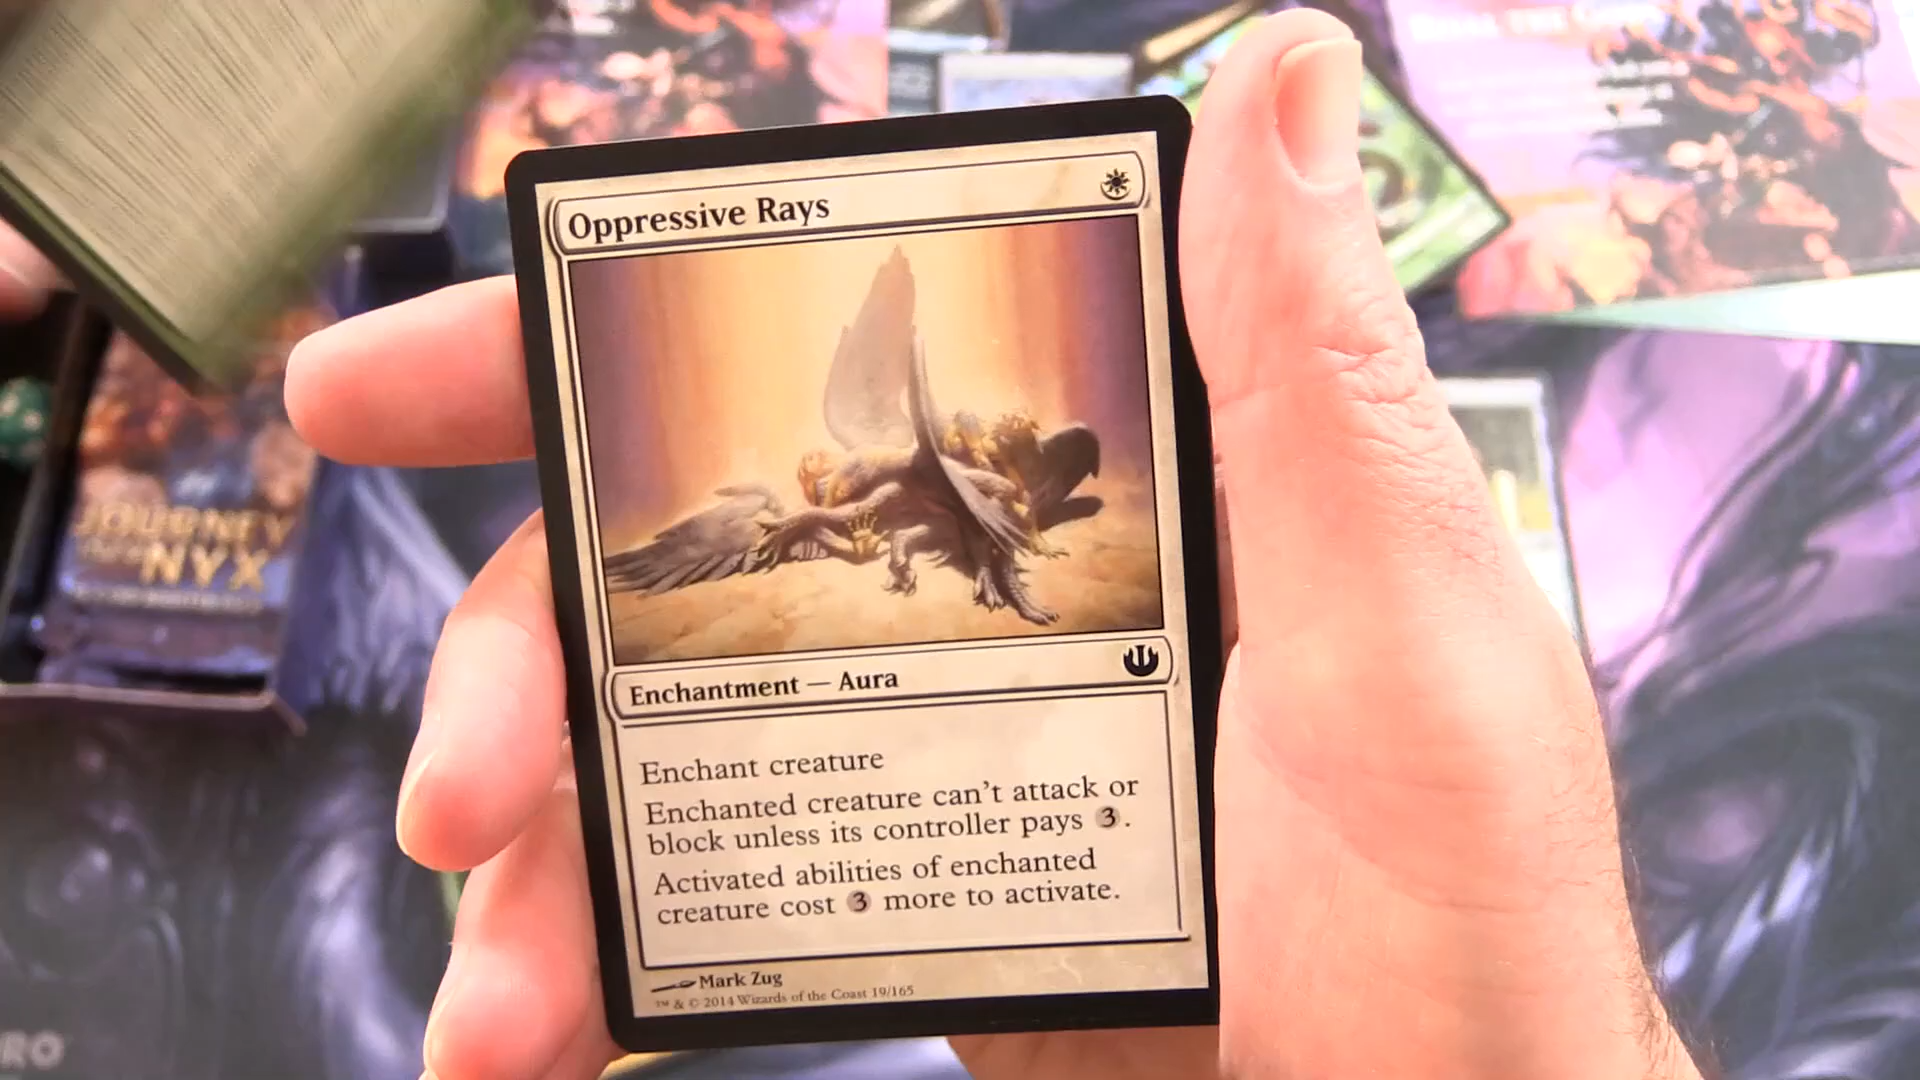 Oppressive Rays
Enchantment — Aura
Enchant creature
Enchanted creature can't attack or
block unless its controller pays 3.
Activated abilities of enchanted
creature cost 3 more to activate.
Mark Zug
™ & © 2014 Wizards of the Coast 19/165
JOURNEY
NYX
RO